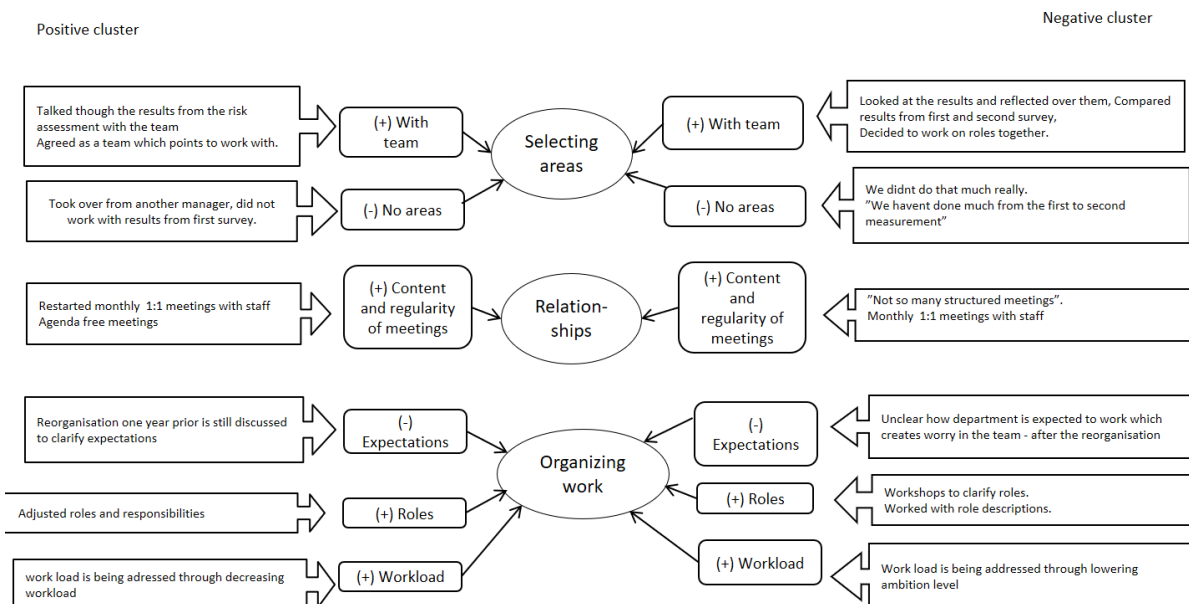 Positive cluster
Negative cluster
Talked though the results from the risk
assessment with the team
Agreed as a team which points to work with.
(+) With
team
Selecting
areas
(+) With team
Looked at the results and reflected over them, Compared
results from first and second survey,
Decided to work on roles together.
Took over from another manager, did not
work with results from first survey.
(-) No areas
(-) No areas
We didnt do that much really.
"We havent done much from the first to second
measurement”
Restarted monthly 1:1 meetings with staff
Agenda free meetings
(+) Content
and regularity
of meetings
Relation-
ships
(+) Content
and
regularity of
meetings
"Not so many structured meetings”.
Monthly 1:1 meetings with staff
Reorganisation one year prior is still discussed
to clarify expectations
(-)
Expectations
Organizing
work
(-)
Expectations
Unclear how department is expected to work which
creates worry in the team - after the reorganisation
Adjusted roles and responsibilities
(+) Roles
(+) Roles
Workshops to clarify roles.
Worked with role descriptions.
work load is being adressed through decreasing
workload
(+) Workload
(+) Workload
Work load is being addressed through lowering
ambition level